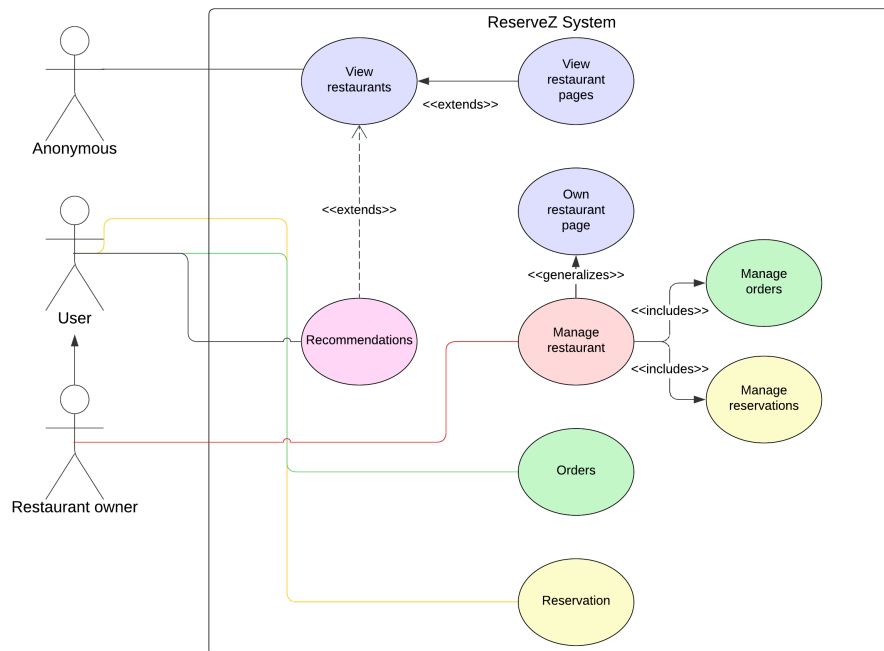 ReserveZ System
View
restaurants
View
restaurant
pages
<<extends>>
Anonymous
Own
restaurant
page
<<extends>>
<<generalizes>>
Manage
orders
User
<<includes>>
Recommendations
Manage
restaurant
<<includes>>
Manage
reservations
Restaurant owner
Orders
Reservation